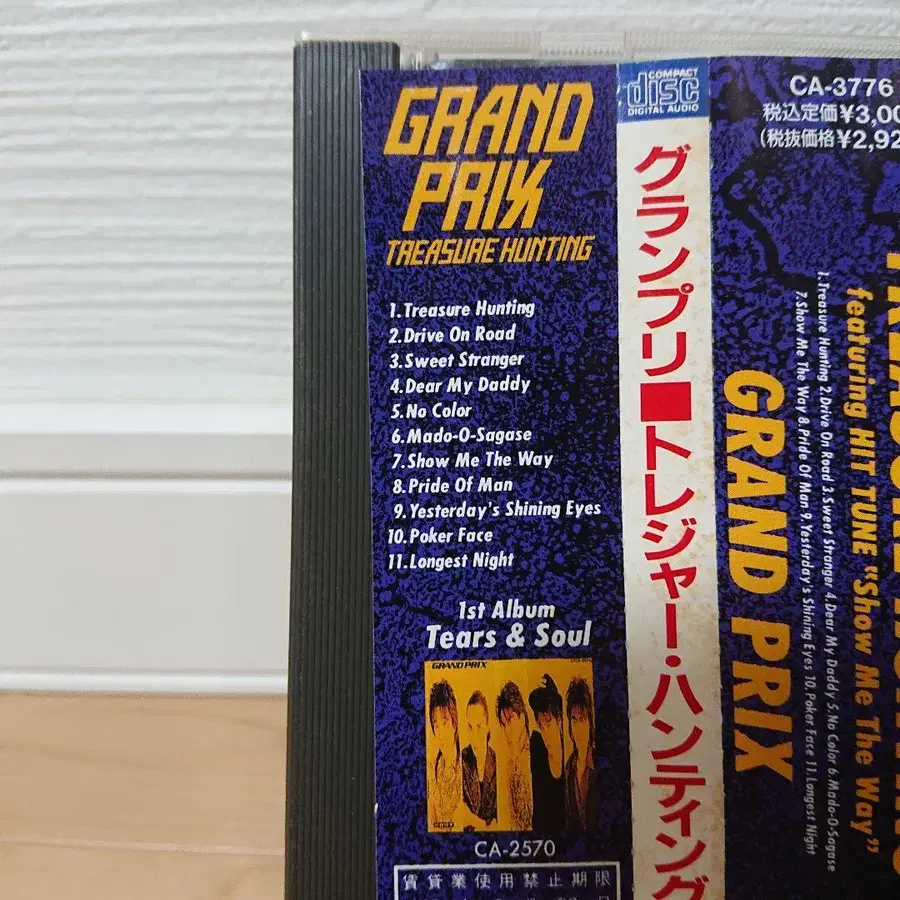 GRAND
PRIX
TREASURE HUNTING
1.Treasure Hunting
2.Drive On Road
3.Sweet Stranger
4.Dear My Daddy
5.No Color
6.Mado-O-Sagase
7.Show Me The Way
8.Pride Of Man
9.Yesterday's Shining Eyes
10.Poker Face
11.Longest Night
1st Album
Tears & Soul
GRAND PRIX
CA-2570
賃貸業使用禁止期限
COMPACT
disc
DIGITAL AUDIO
グランプリ■トレジャー・ハンティング
CA-3776
税込定価¥3,00
(税抜価格¥2,92
featuring HIT TUNE "Show Me The Way"
1.Treasure Hunting 2.Drive On Road 3.Sweet Stranger 4.Dear My Daddy 5.No Color 6.Mado-O-Sagase
7.Show Me The Way 8.Pride Of Man 9.Yesterday's Shining Eyes 10.Poker Face 11.Longest Night
GRAND PRIX